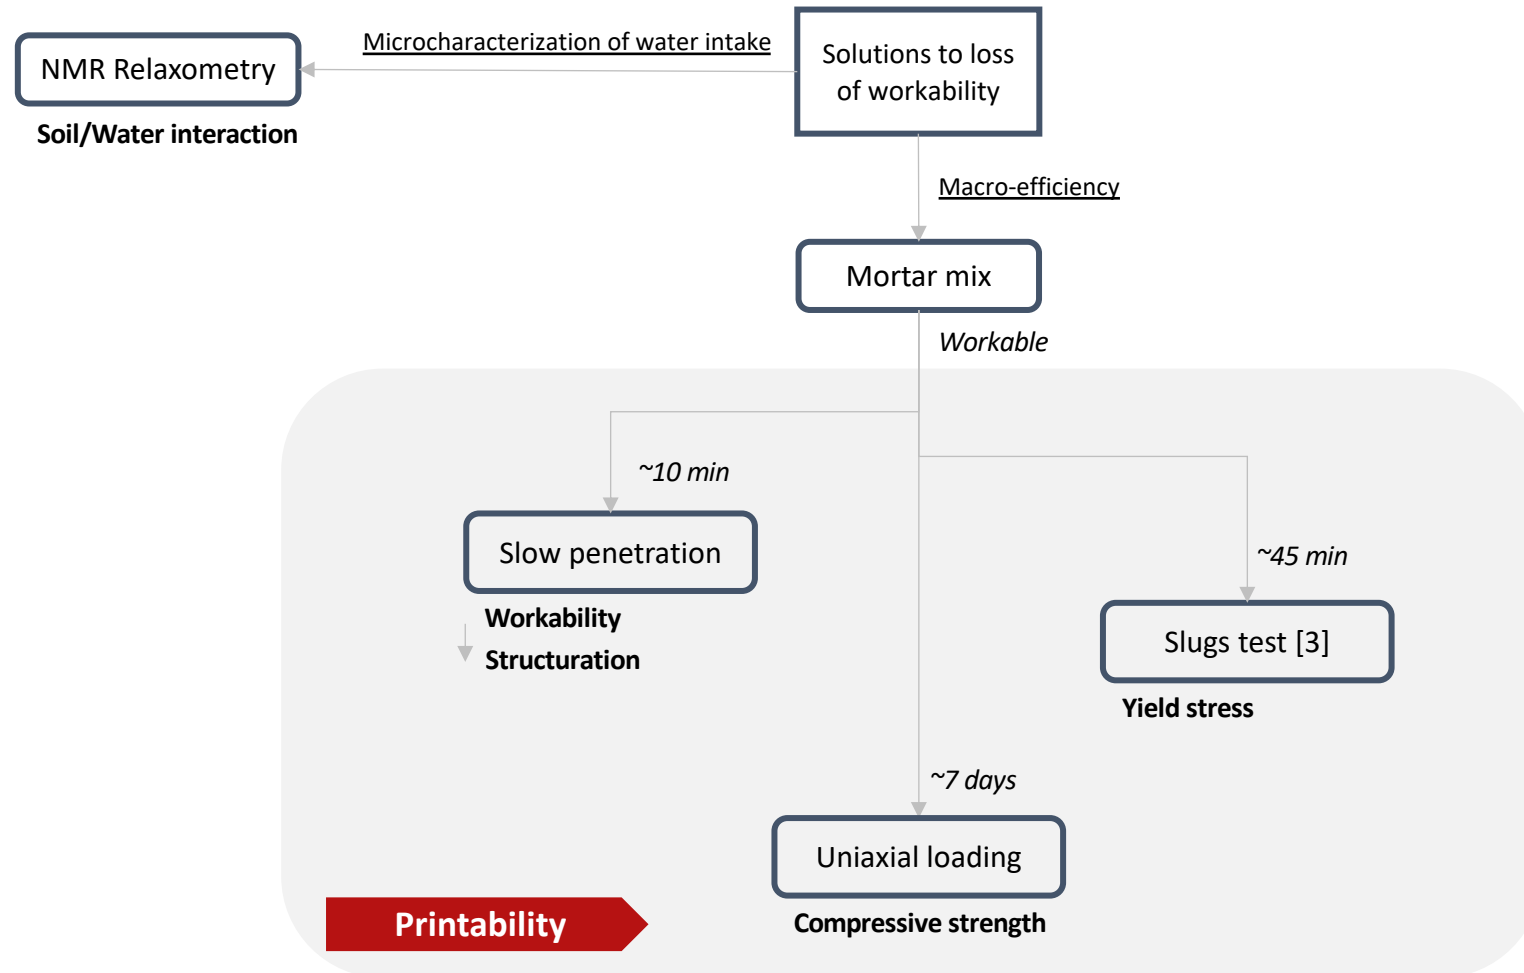 Microcharacterization of water intake
NMR Relaxometry
Soil/Water interaction
Solutions to loss
of workability
Macro-efficiency
Mortar mix
Workable
~10 min
Slow penetration
Workability
Structuration
~45 min
Slugs test [3]
Yield stress
~7 days
Uniaxial loading
Compressive strength
Printability